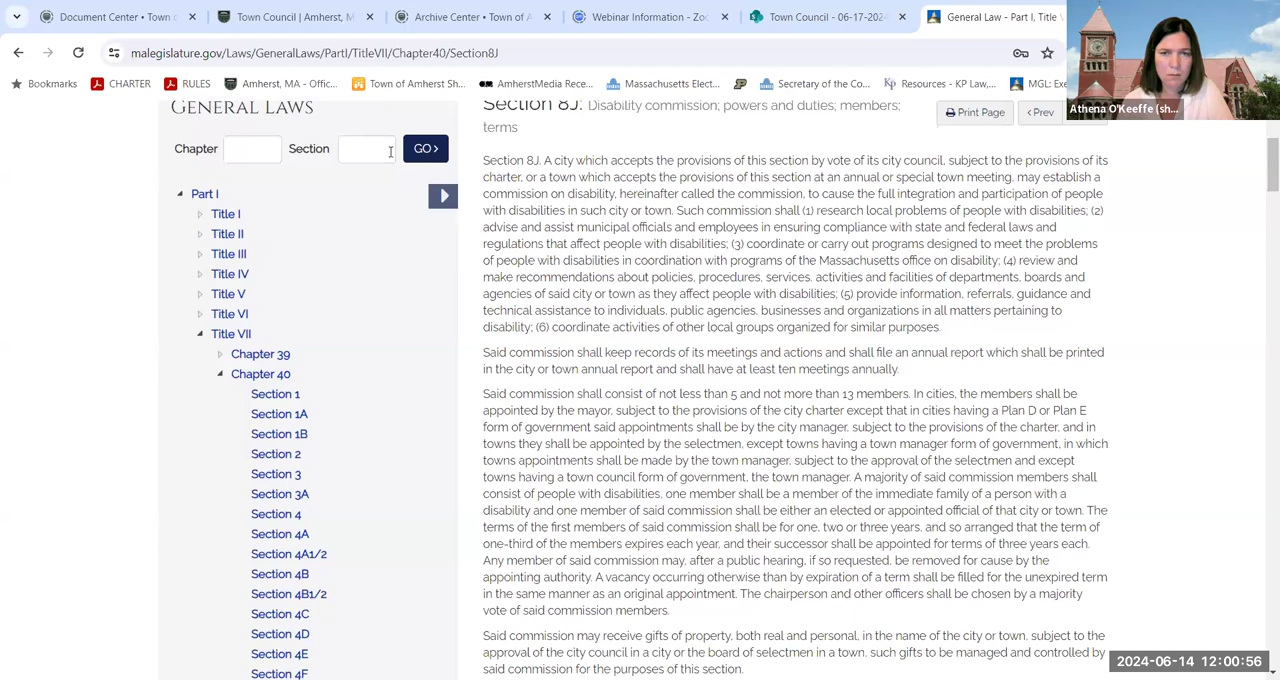 Document Center • Town o
Town Council | Amherst, M
Archive Center • Town of A
Webinar Information - Zoo
Town Council 06-17-2024
General Law - Part I, Title
Bookmarks
CHARTER
RULES
Resources - KP Law,...
GENERAL LAWS
Chapter
Section
GO
Part I
Title I
Title II
Title III
Title IV
Title V
Title VI
Title VII
Chapter 39
Chapter 40
Section 1
Section 1A
Section 1B
Section 2
Section 3
Section 3A
Section 4
Section 4A
Section 4A1/2
Section 4B
Section 4B1/2
Section 4C
Section 4D
Section 4E
Section 4F
Section 8J: Disability commission; powers and duties; members;
terms
Print Page
Prev
Section 8J. A city which accepts the provisions of this section by vote of its city council, subject to the provisions of its
charter, or a town which accepts the provisions of this section at an annual or special town meeting, may establish a
commission on disability, hereinafter called the commission, to cause the full integration and participation of people
with disabilities in such city or town. Such commission shall (1) research local problems of people with disabilities; (2)
advise and assist municipal officials and employees in ensuring compliance with state and federal laws and
regulations that affect people with disabilities; (3) coordinate or carry out programs designed to meet the problems
of people with disabilities in coordination with programs of the Massachusetts office on disability; (4) review and
make recommendations about policies, procedures, services, activities and facilities of departments, boards and
agencies of said city or town as they affect people with disabilities; (5) provide information, referrals, guidance and
technical assistance to individuals, public agencies, businesses and organizations in all matters pertaining to
disability; (6) coordinate activities of other local groups organized for similar purposes.
Said commission shall keep records of its meetings and actions and shall file an annual report which shall be printed
in the city or town annual report and shall have at least ten meetings annually.
Said commission shall consist of not less than 5 and not more than 13 members. In cities, the members shall be
appointed by the mayor, subject to the provisions of the city charter except that in cities having a Plan D or Plan E
form of government said appointments shall be by the city manager, subject to the provisions of the charter, and in
towns they shall be appointed by the selectmen, except towns having a town manager form of government, in which
towns appointments shall be made by the town manager, subject to the approval of the selectmen and except
towns having a town council form of government, the town manager. A majority of said commission members shall
consist of people with disabilities, one member shall be a member of the immediate family of a person with a
disability and one member of said commission shall be either an elected or appointed official of that city or town. The
terms of the first members of said commission shall be for one, two or three years, and so arranged that the term of
one-third of the members expires each year, and their successor shall be appointed for terms of three years each.
Any member of said commission may, after a public hearing, if so requested, be removed for cause by the
appointing authority. A vacancy occurring otherwise than by expiration of a term shall be filled for the unexpired term
in the same manner as an original appointment. The chairperson and other officers shall be chosen by a majority
vote of said commission members.
Said commission may receive gifts of property, both real and personal, in the name of the city or town, subject to the
approval of the city council in a city or the board of selectmen in a town, such gifts to be managed and controlled by
the commission for the purposes of this section.
Athena O'Keeffe (sh...
2024-06-14 12:00:56